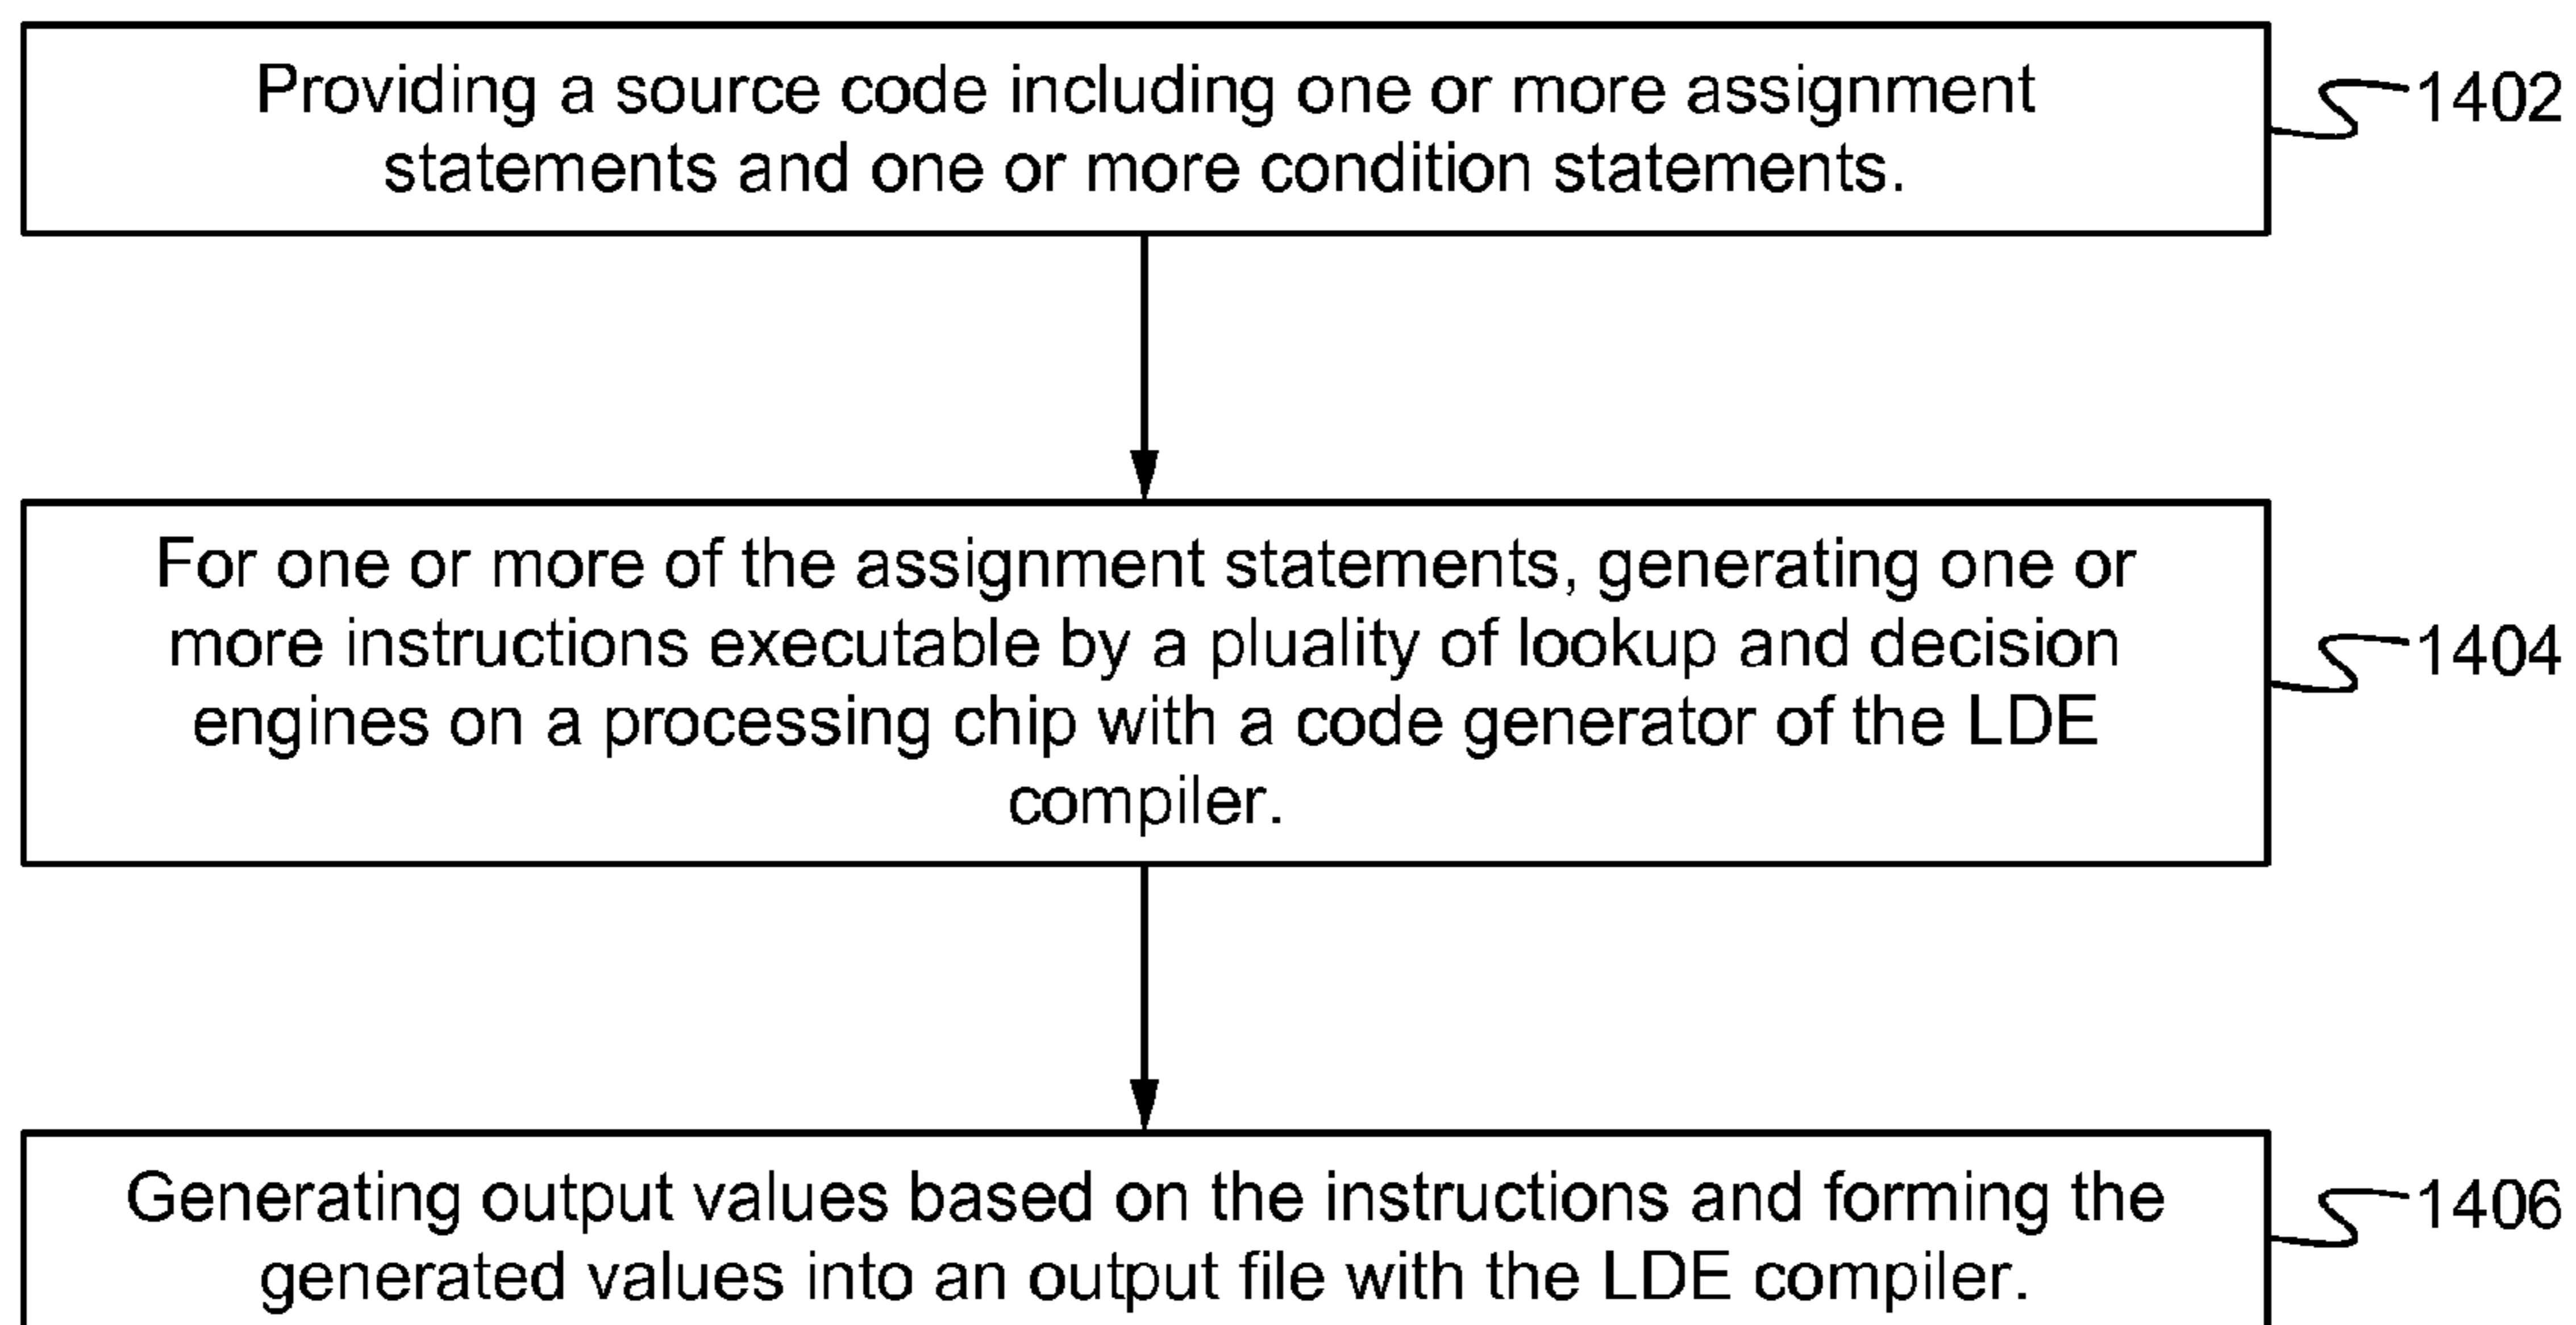 Providing a source code including one or more assignment
statements and one or more condition statements.
1402
For one or more of the assignment statements, generating one or
more instructions executable by a pluality of lookup and decision
engines on a processing chip with a code generator of the LDE
compiler.
1404
Generating output values based on the instructions and forming the
generated values into an output file with the LDE compiler.
1406